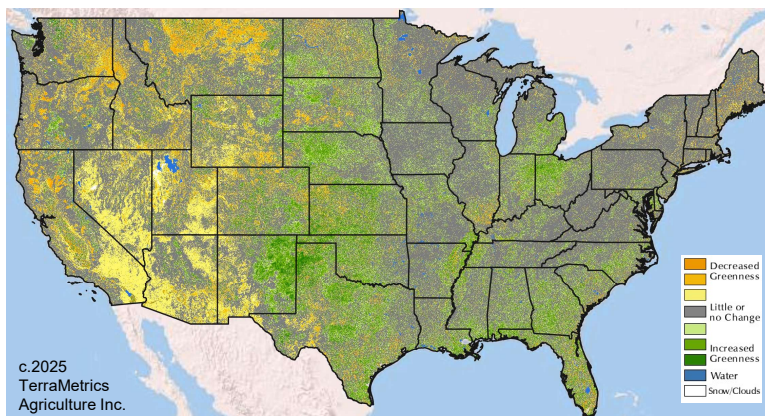 Decreased
Greenness
Little or
no Change
Increased
Greenness
Water
Snow/Clouds
c.2025
TerraMetrics
Agriculture Inc.